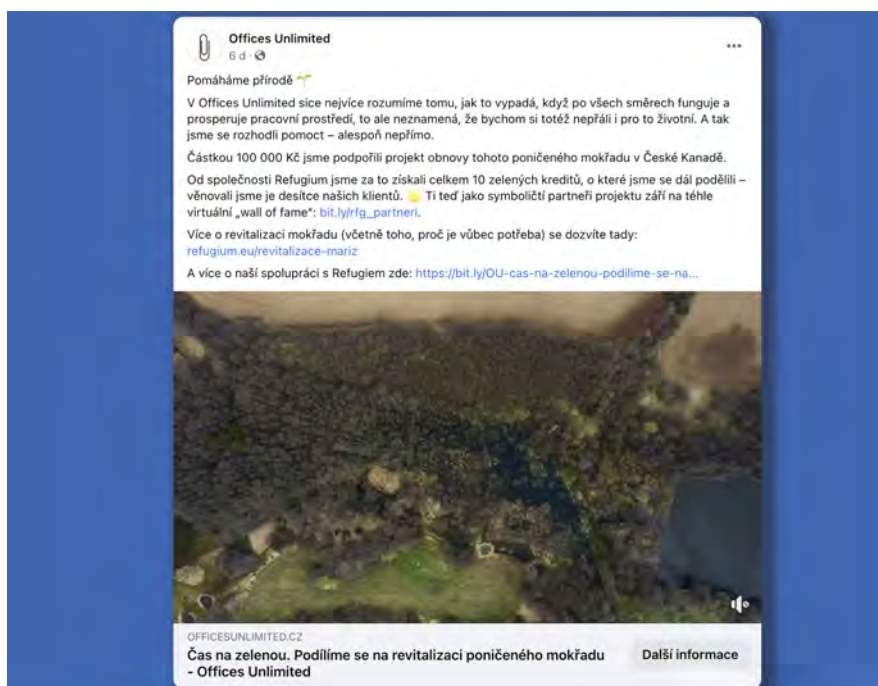 Offices Unlimited
6 d ·
Pomáháme přírodě 🌱
V Offices Unlimited sice nejvíce rozumíme tomu, jak to vypadá, když po všech směrech funguje a
prosperuje pracovní prostředí, to ale neznamená, že bychom si totéž nepřáli i pro to životní. A tak
jsme se rozhodli pomoct – alespoň nepřímo.
Částkou 100 000 Kč jsme podpořili projekt obnovy tohoto poničeného mokřadu v České Kanadě.
Od společnosti Refugium jsme za to získali celkem 10 zelených kreditů, o které jsme se dál podělili –
věnovali jsme je desítce našich klientů. 🌟 Ti teď jako symboličtí partneři projektu září na téhle
virtuální „wall of fame“: bit.ly/rfg_partneri.
Více o revitalizaci mokřadu (včetně toho, proč je vůbec potřeba) se dozvíte tady:
refugium.eu/revitalizace-mariz
A více o naší spolupráci s Refugiem zde: https://bit.ly/OU-cas-na-zelenou-podilime-se-na...
OFFICESUNLIMITED.CZ
Čas na zelenou. Podílíme se na revitalizaci poničeného mokřadu
- Offices Unlimited
Další informace